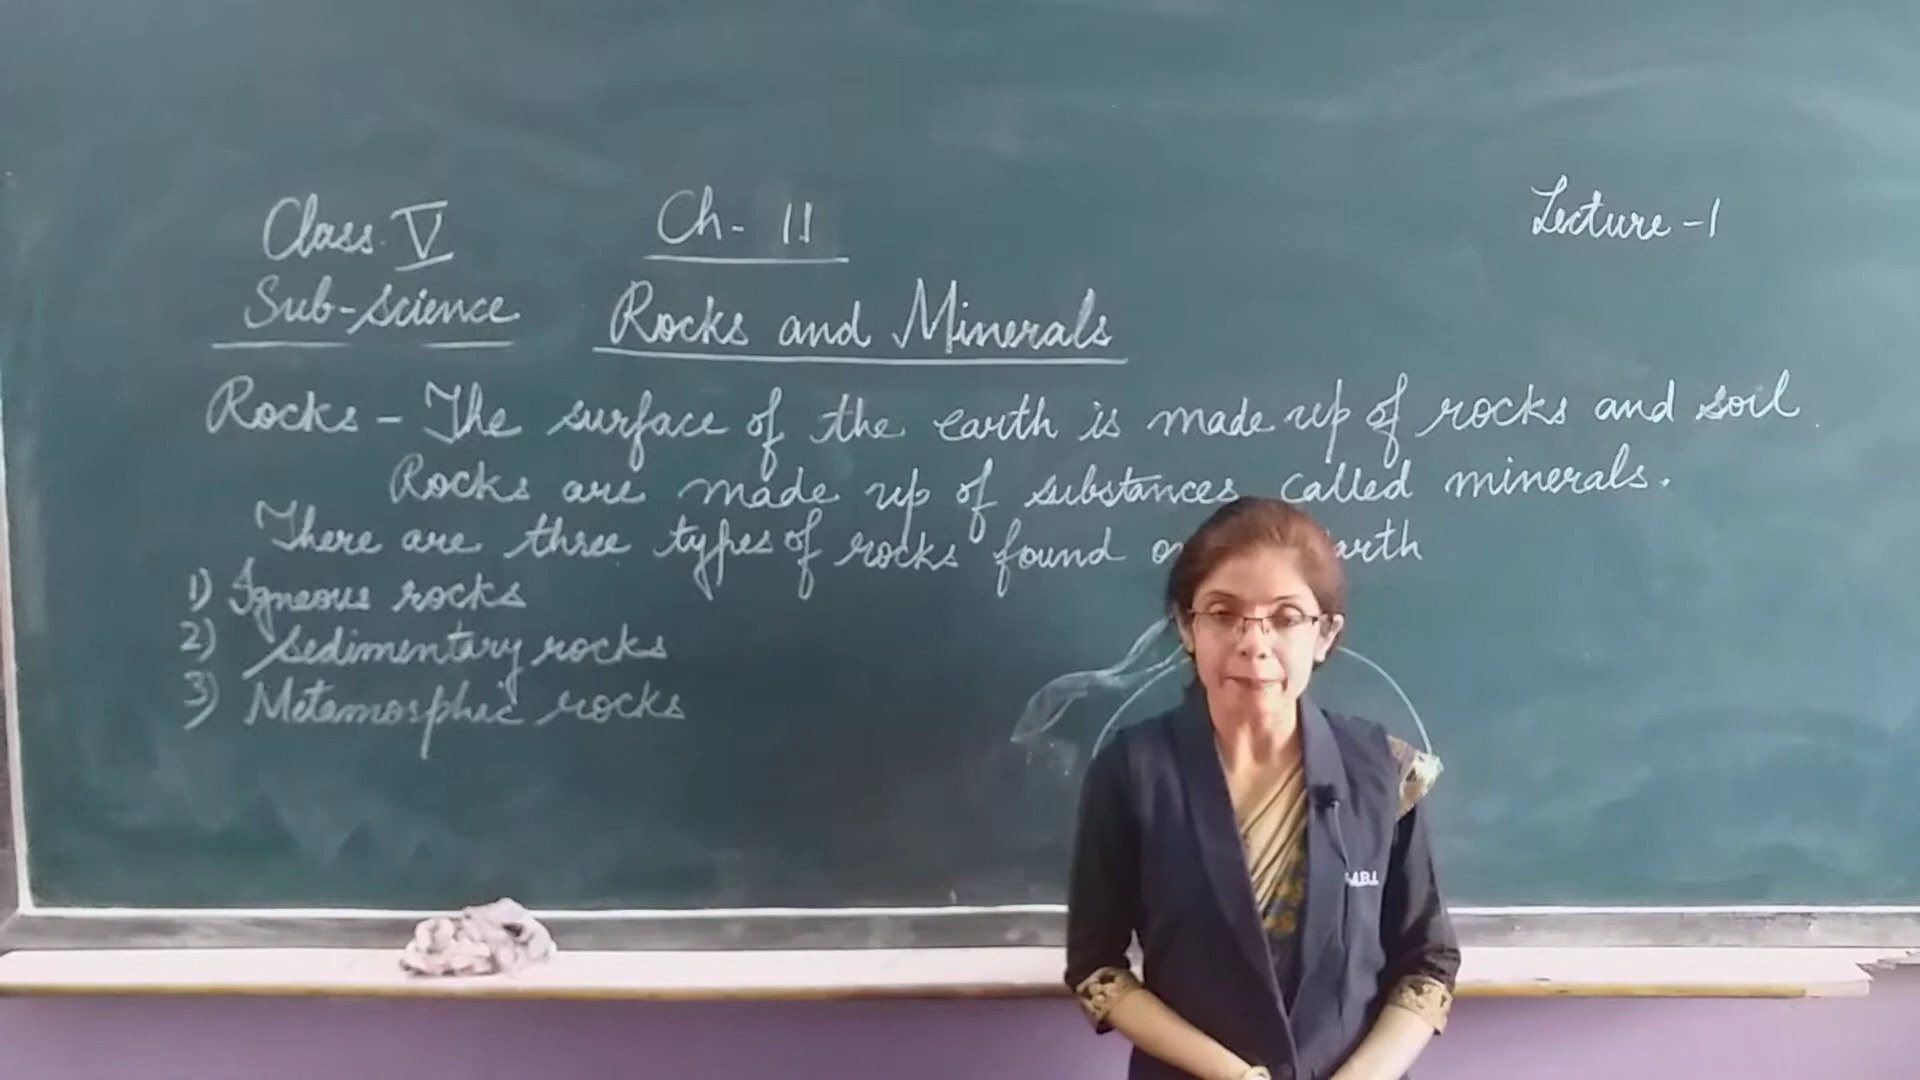 Class V Ch- 11 Lecture -1
Sub-science Rocks and Minerals
Rocks - The surface of the earth is made up of rocks and soil.
Rocks are made up of substances called minerals.
There are three types of rocks found earth
1) Igneous rocks
2) Sedimentary rocks
3) Metamorphic rocks